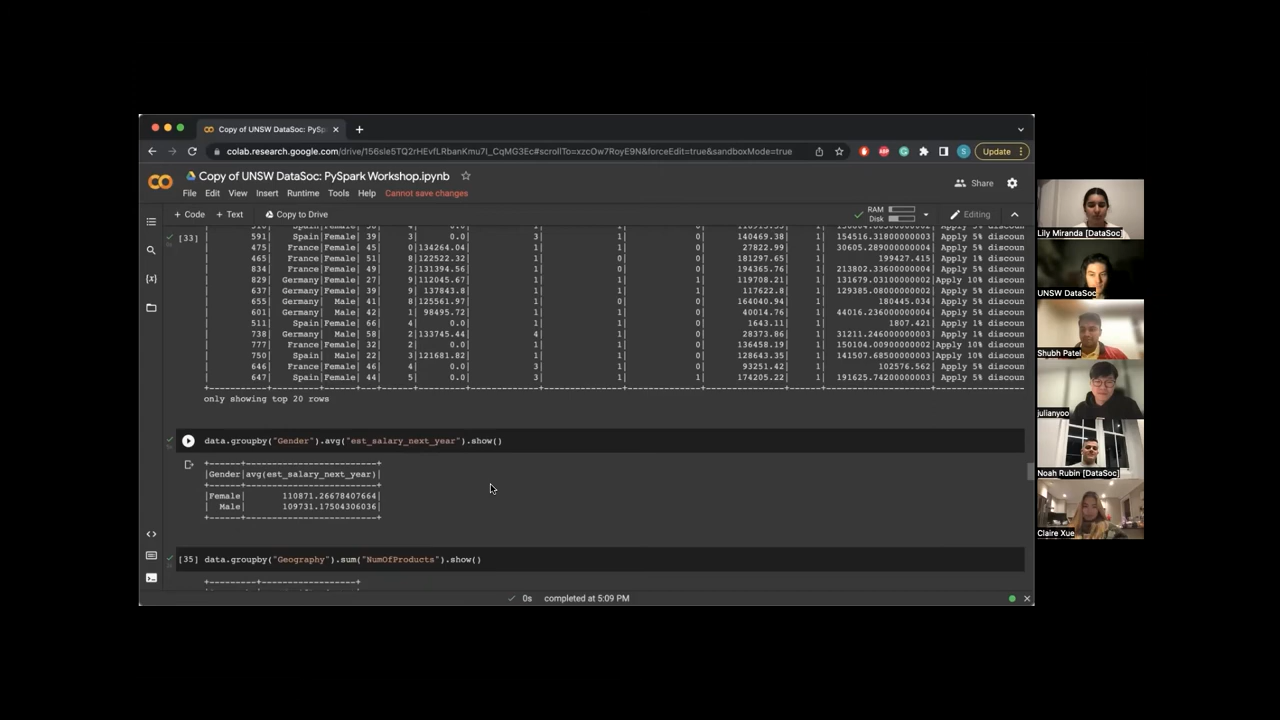 Copy of UNSW DataSoc: PySp
colab.research.google.com/drive/156sIe5TQ2rHEvfLRbanKmu7I_CqMG3Ec#scrollTo=xzcOw7RoyE9N&forceEdit=true&sandboxMode=true
ABP
S
Update
Copy of UNSW DataSoc: PySpark Workshop.ipynb
Share
File Edit View Insert Runtime Tools Help Cannot save changes
+ Code + Text Copy to Drive
RAM
Disk
Editing
[33]
| 591| Spain|Female| 39| 3| 0.0| 3| 1| 0| 140469.38| 1| 154516.31800000003| Apply 5% discoun
| 475| France|Female| 45| 0|134264.04| 1| 1| 0| 27822.99| 1| 30605.289000000004| Apply 5% discoun
| 465| France|Female| 51| 8|122522.32| 1| 0| 0| 181297.65| 1| 199427.415| Apply 1% discoun
| 834| France|Female| 49| 2|131394.56| 1| 0| 0| 194365.76| 1| 213802.33600000004| Apply 5% discoun
| 829| Germany|Female| 27| 9|112045.67| 1| 1| 1| 119708.21| 1| 131679.03100000002| Apply 10% discoun
| 637| Germany|Female| 39| 9| 137843.8| 1| 1| 1| 117622.8| 1| 129385.08000000002| Apply 5% discoun
| 655| Germany| Male| 41| 8|125561.97| 1| 0| 0| 164040.94| 1| 180445.034| Apply 5% discoun
| 601| Germany| Male| 42| 1| 98495.72| 1| 1| 0| 40014.76| 1| 44016.23600000004| Apply 5% discoun
| 511| Spain|Female| 66| 4| 0.0| 1| 1| 0| 1643.11| 1| 1807.421| Apply 1% discoun
| 738| Germany| Male| 58| 2|133745.44| 4| 1| 0| 28373.86| 1| 31211.246000000003| Apply 1% discoun
| 777| France|Female| 32| 2| 0.0| 1| 1| 0| 136458.19| 1| 150104.00900000002| Apply 10% discoun
| 750| Spain| Male| 22| 3|121681.82| 1| 1| 0| 128643.35| 1| 141507.68500000003| Apply 10% discoun
| 646| France|Female| 46| 4| 0.0| 3| 1| 0| 93251.42| 1| 102576.562| Apply 5% discoun
| 647| Spain|Female| 44| 5| 0.0| 3| 1| 1| 174205.22| 1| 191625.74200000003| Apply 5% discoun
only showing top 20 rows
data.groupby("Gender").avg("est_salary_next_year").show()
|Gender|avg(est_salary_next_year)|
|Female| 110871.26678407664|
| Male| 109731.17504306036|
[35] data.groupby("Geography").sum("NumOfProducts").show()
0s completed at 5:09 PM
Lily Miranda [DataSoc]
UNSW DataSoc
Shubh Patel
julianyoo
Noah Rubin [DataSoc]
Claire Xue